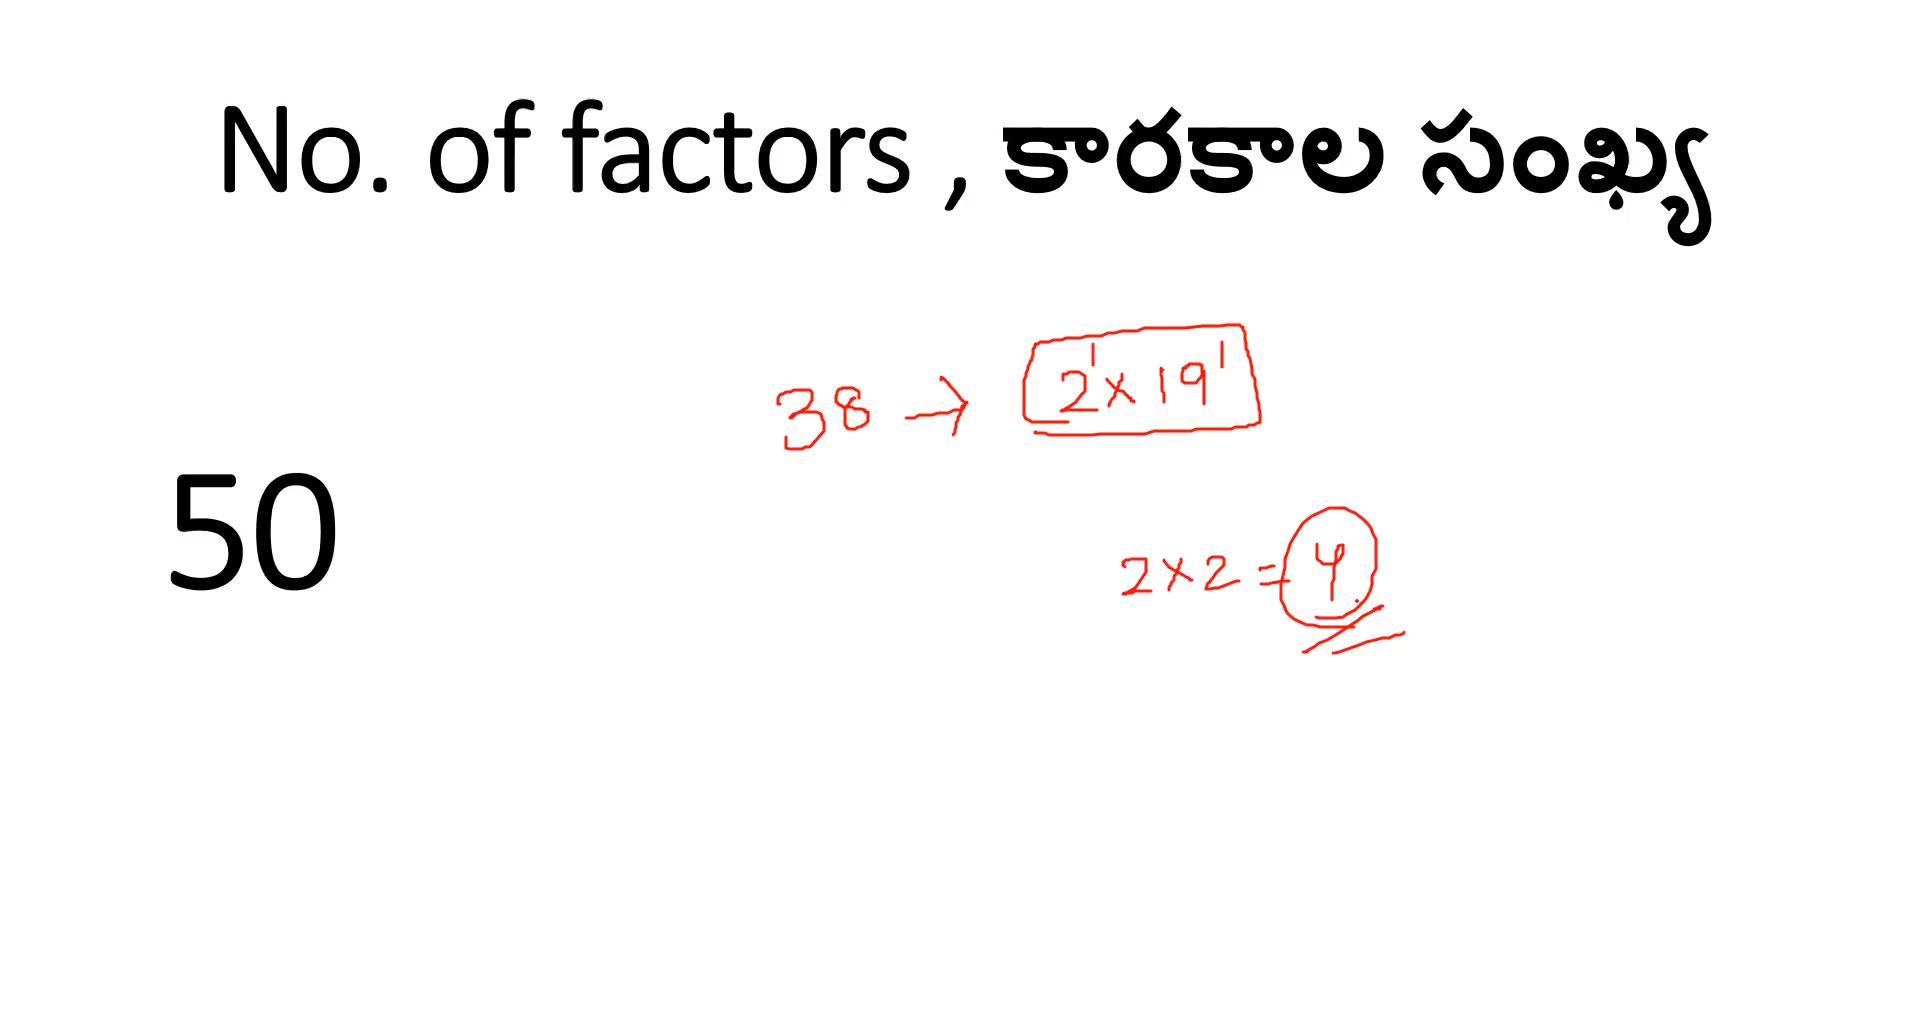 No. of factors , కారకాల సంఖ్య
38 → 2¹ × 19¹
50
2 × 2 = 4